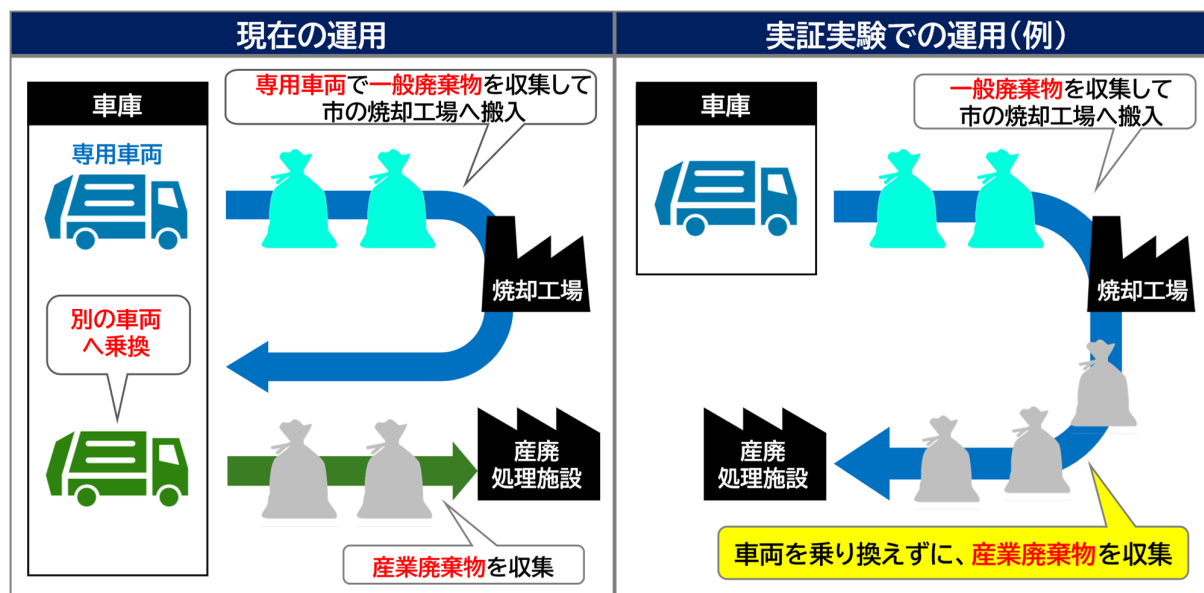 現在の運用
車庫
専用車両
専用車両で一般廃棄物を収集して
市の焼却工場へ搬入
焼却工場
別の車両
へ乗換
産廃
処理施設
産業廃棄物を収集
実証実験での運用(例)
車庫
一般廃棄物を収集して
市の焼却工場へ搬入
焼却工場
産廃
処理施設
車両を乗り換えずに、産業廃棄物を収集